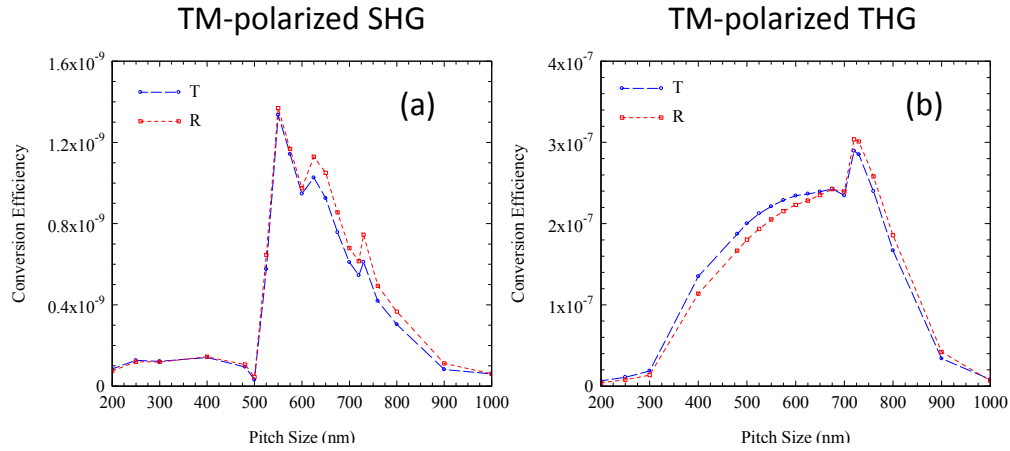 TM-polarized SHG
TM-polarized THG
1.6x10-9
1.2x10-9
0.8x10-9
0.4x10-9
0
Conversion Efficiency
T
R
(a)
200 300 400 500 600 700 800 900 1000
Pitch Size (nm)
4x10-7
3x10-7
2x10-7
1x10-7
0
Conversion Efficiency
T
R
(b)
200 300 400 500 600 700 800 900 1000
Pitch Size (nm)